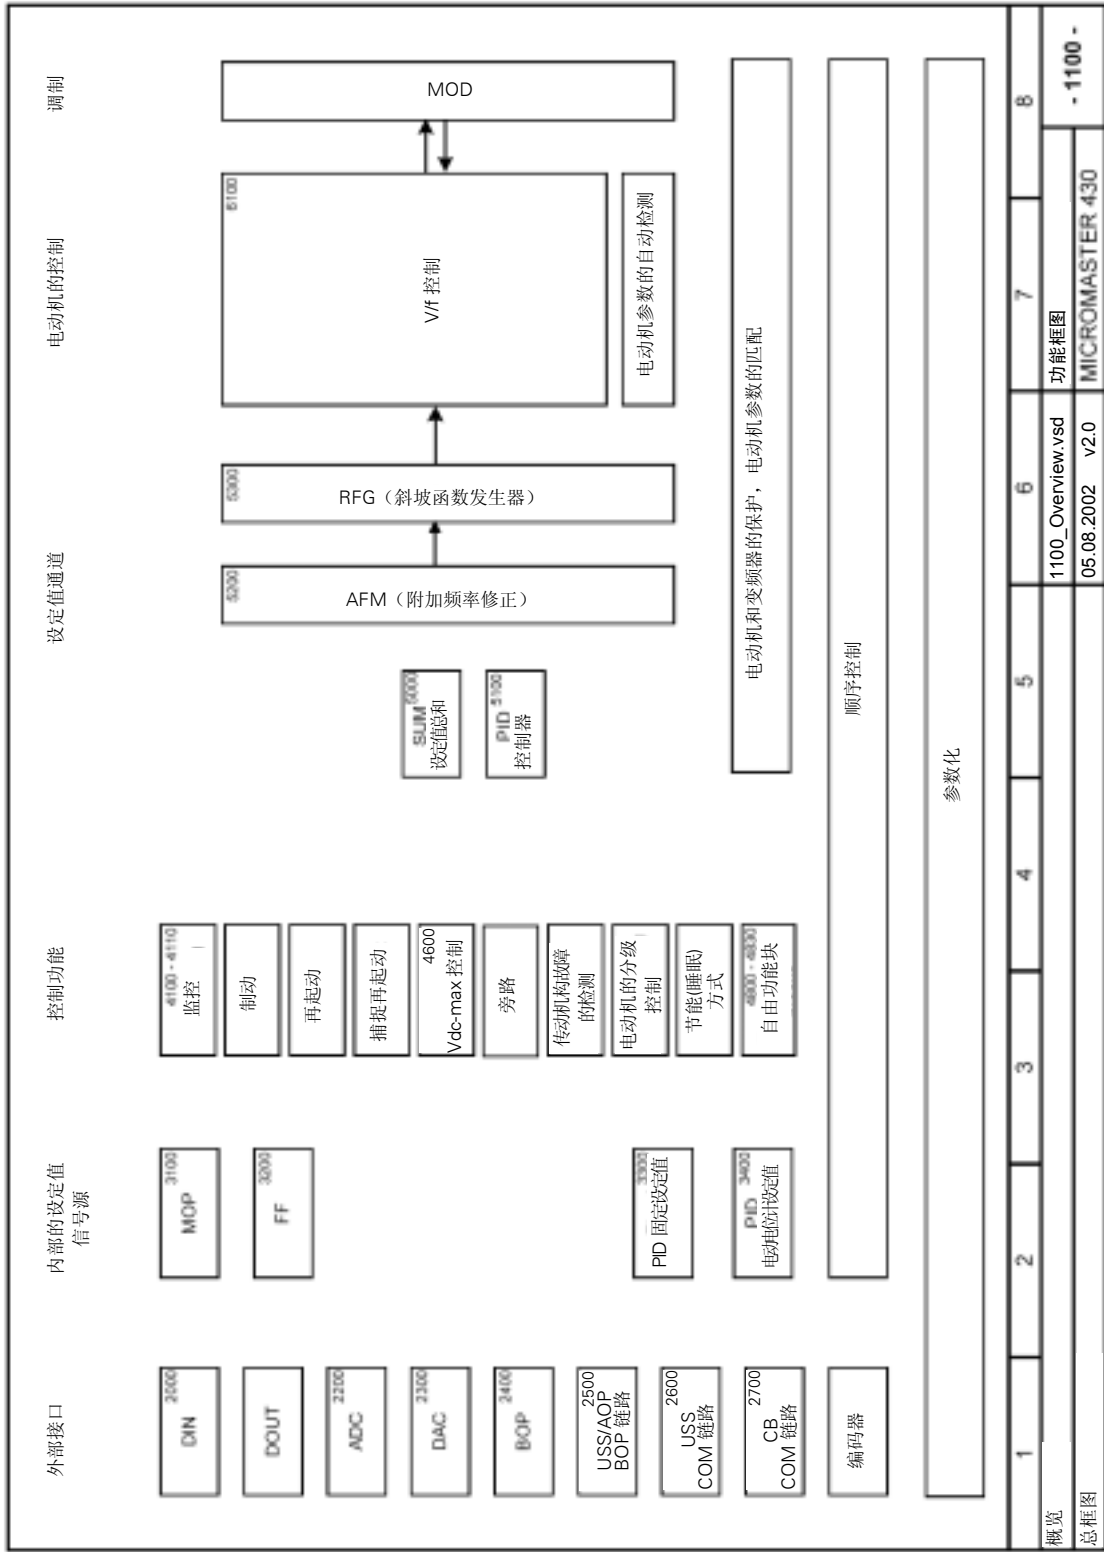 外部接口
内部的设定值
信号源
控制功能
设定值通道
电动机的控制
调制
2000
DIN
DOUT
2200
ADC
2300
DAC
2400
BOP
2500
USS/AOP
BOP 链路
2600
USS
COM 链路
2700
CB
COM 链路
编码器
3100
MOP
3200
FF
3300
PID 固定设定值
PID 3400
电动电位计设定值
4100 - 4110
监控
制动
再起动
捕捉再起动
4600
Vdc-max 控制
旁路
传动机构故障
的检测
电动机的分级
控制
节能(睡眠)
方式
4800 - 4830
自由功能块
SUM 5000
设定值总和
PID 5100
控制器
5200
AFM（附加频率修正）
5300
RFG（斜坡函数发生器）
6100
V/f 控制
电动机参数的自动检测
MOD
电动机和变频器的保护，电动机参数的匹配
顺序控制
参数化
1 2 3 4 5 6 7 8
概览 1100_Overview.vsd 功能框图 - 1100 -
总框图 05.08.2002 v2.0 MICROMASTER 430